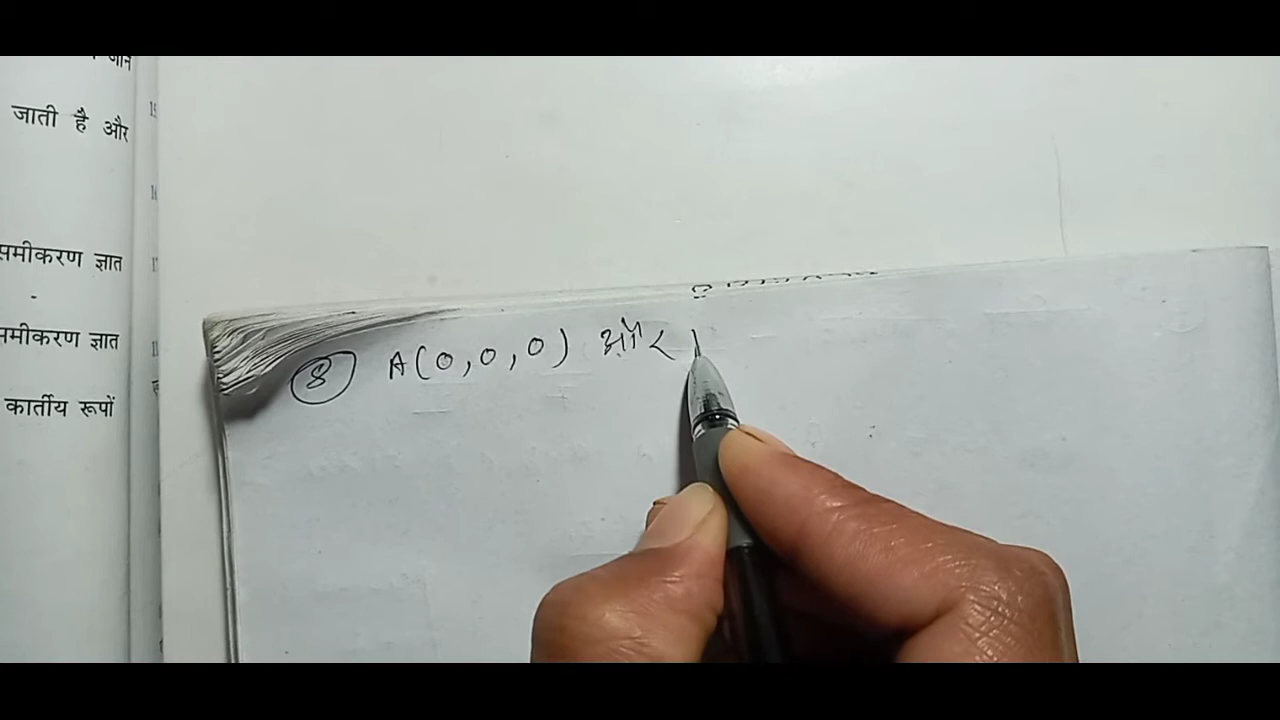 जाने
जाती है और
समीकरण ज्ञात
समीकरण ज्ञात
कार्तीय रूपों
8 A(0,0,0) और